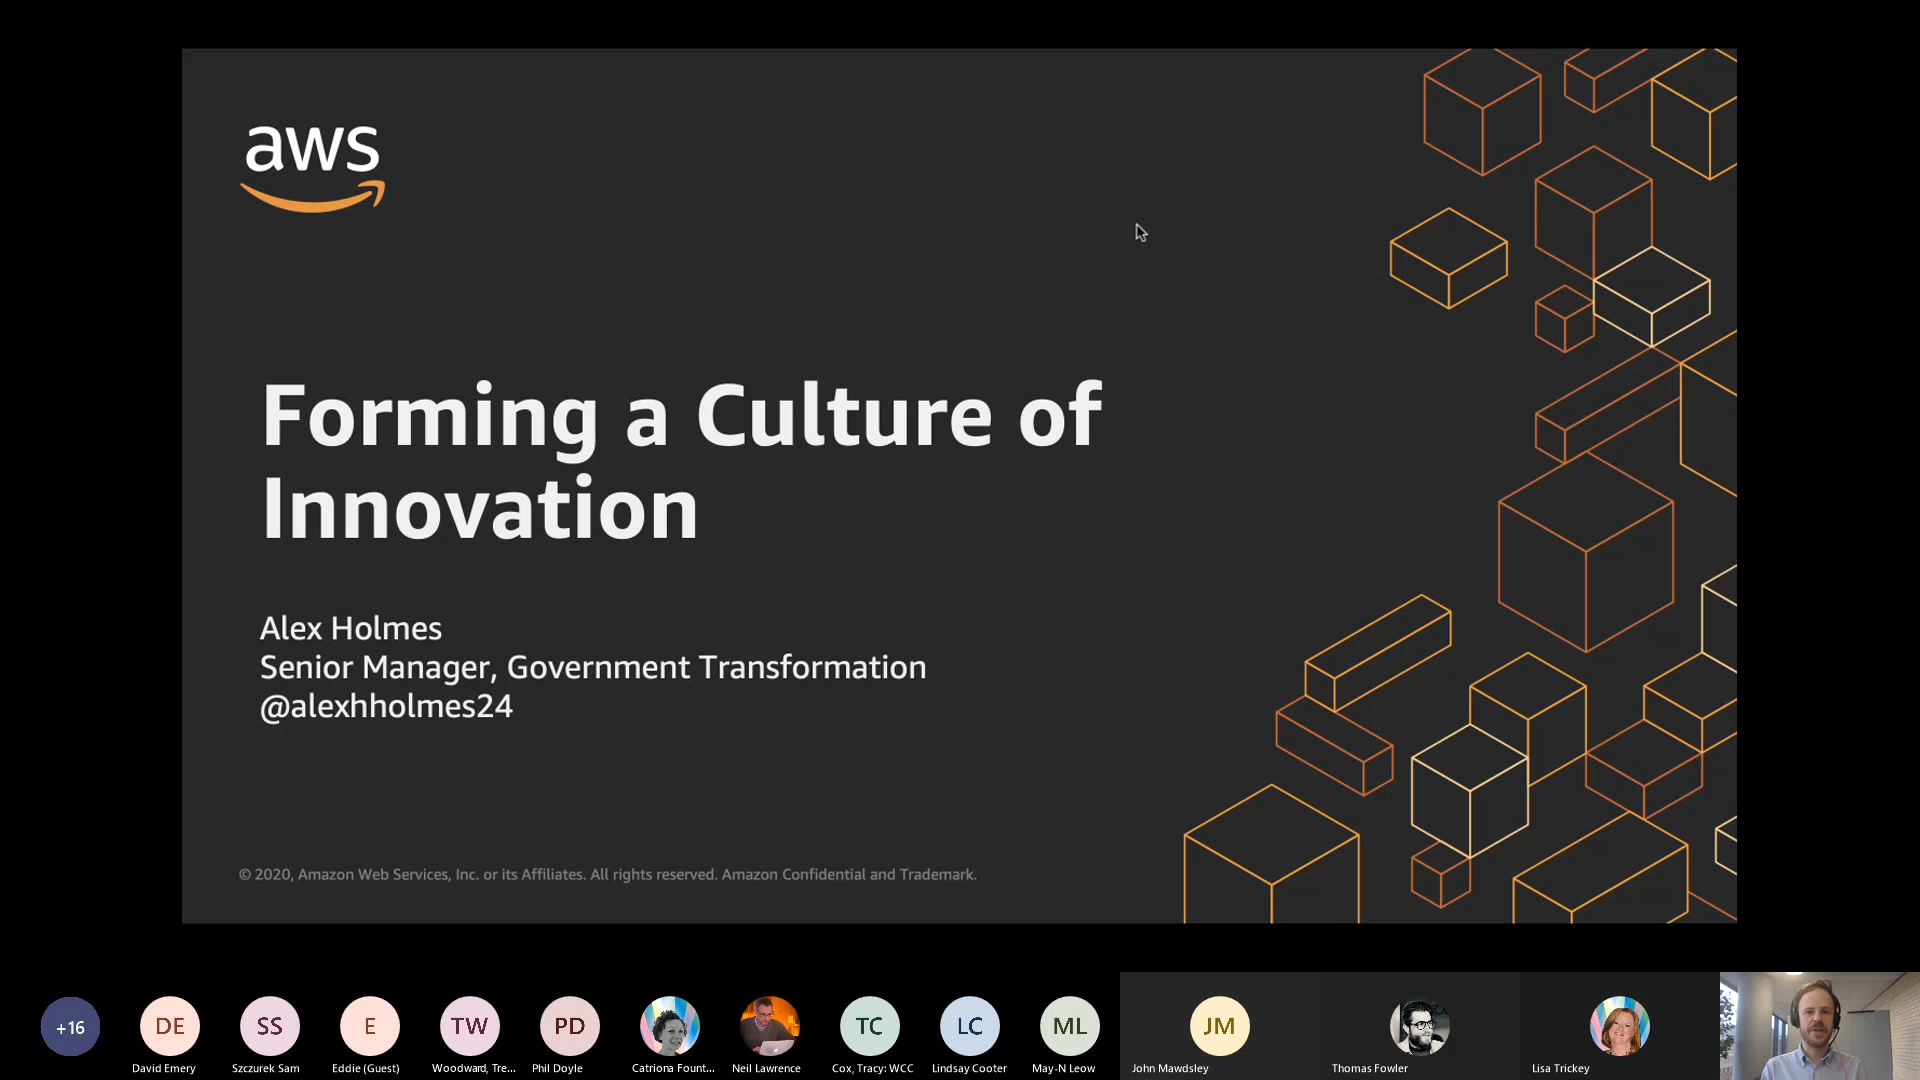 aws
Forming a Culture of
Innovation
Alex Holmes
Senior Manager, Government Transformation
@alexhholmes24
© 2020, Amazon Web Services, Inc. or its Affiliates. All rights reserved. Amazon Confidential and Trademark.
+16
DE
SS
E
TW
PD
TC
LC
ML
JM
David Emery
Szczurek Sam
Eddie (Guest)
Woodward, Tre...
Phil Doyle
Catriona Fount...
Neil Lawrence
Cox, Tracy: WCC
Lindsay Cooter
May-N Leow
John Mawdsley
Thomas Fowler
Lisa Trickey